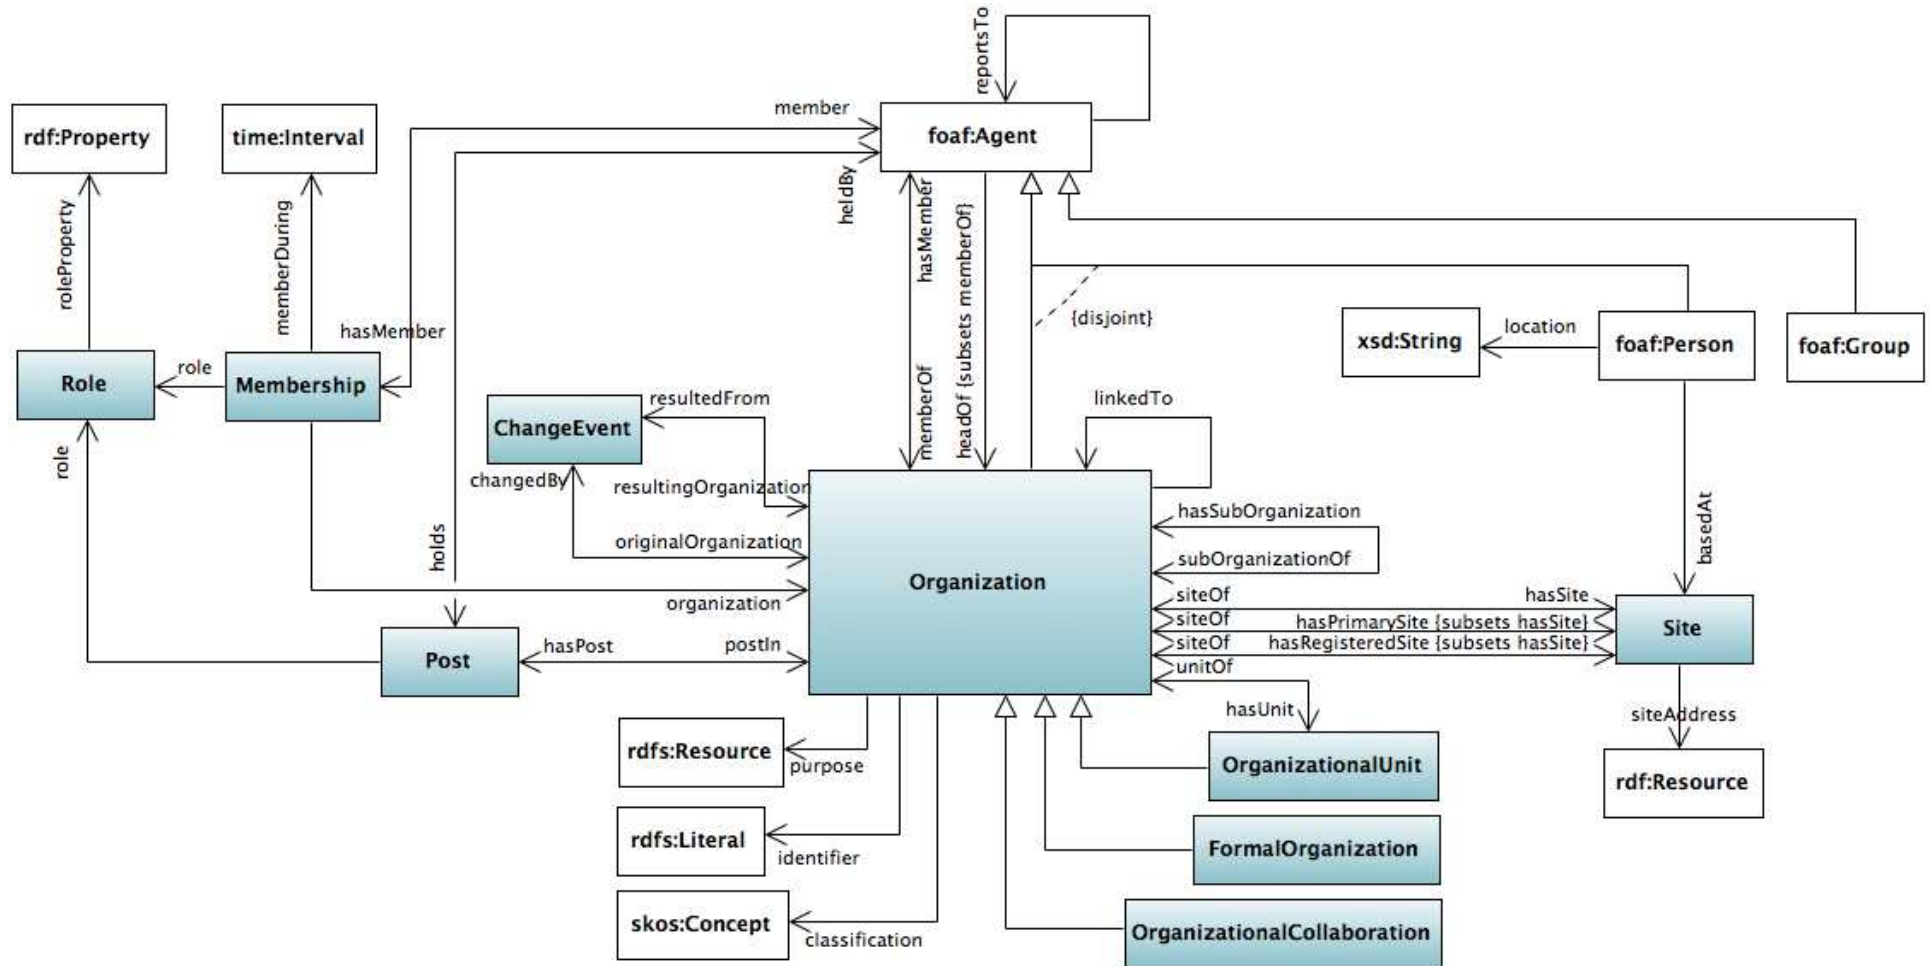 reportsTo
member
foaf:Agent
rdf:Property
time:Interval
heldBy
hasMember
headOf {subsets memberOf}
memberOf
roleProperty
memberDuring
{disjoint}
hasMember
xsd:String
location
foaf:Person
foaf:Group
Role
role
Membership
ChangeEvent
resultedFrom
linkedTo
role
changedBy
resultingOrganization
holds
originalOrganization
organization
Organization
hasSubOrganization
subOrganizationOf
basedAt
siteOf
hasSite
siteOf
hasPrimarySite {subsets hasSite}
siteOf
hasRegisteredSite {subsets hasSite}
unitOf
Site
Post
hasPost
postIn
hasUnit
siteAddress
rdfs:Resource
purpose
OrganizationalUnit
rdf:Resource
rdfs:Literal
identifier
FormalOrganization
skos:Concept
classification
OrganizationalCollaboration